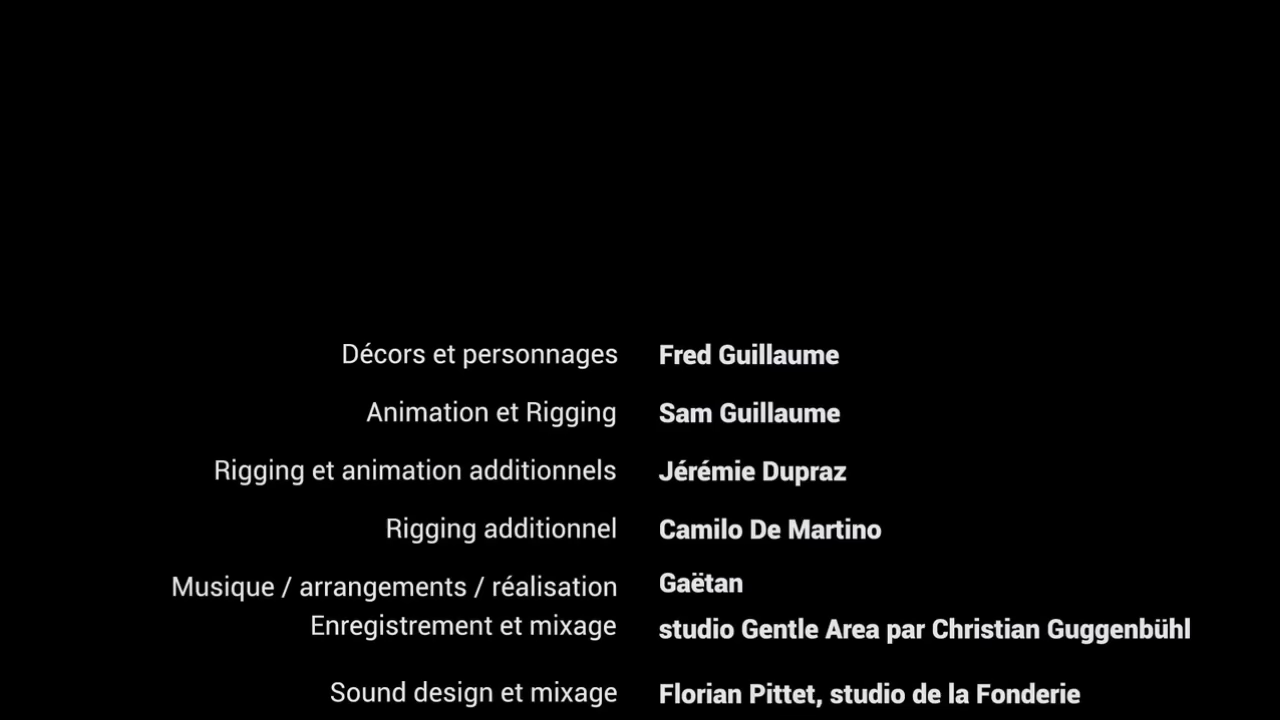 Décors et personnages Fred Guillaume
Animation et Rigging Sam Guillaume
Rigging et animation additionnels Jérémie Dupraz
Rigging additionnel Camilo De Martino
Musique / arrangements / réalisation Gaëtan
Enregistrement et mixage studio Gentle Area par Christian Guggenbühl
Sound design et mixage Florian Pittet, studio de la Fonderie